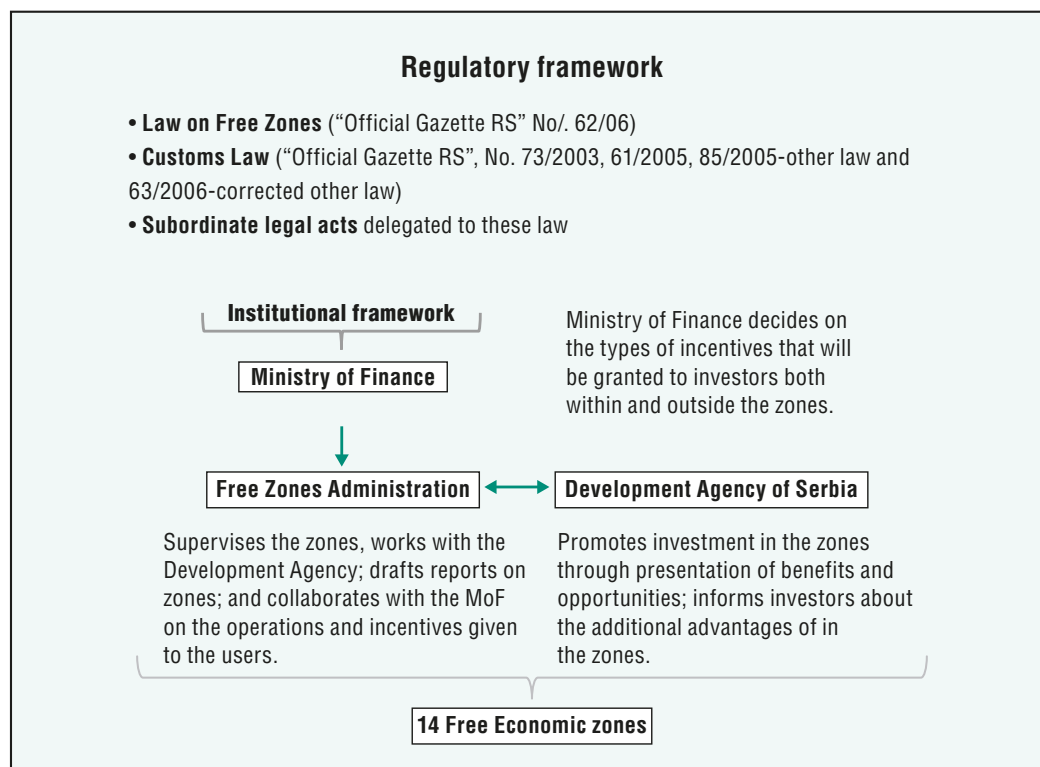 Regulatory framework
• Law on Free Zones (“Official Gazette RS” No/. 62/06)
• Customs Law (“Official Gazette RS”, No. 73/2003, 61/2005, 85/2005-other law and
63/2006-corrected other law)
• Subordinate legal acts delegated to these law
Institutional framework
Ministry of Finance
Ministry of Finance decides on
the types of incentives that will
be granted to investors both
within and outside the zones.
Free Zones Administration
Development Agency of Serbia
Supervises the zones, works with the
Development Agency; drafts reports on
zones; and collaborates with the MoF
on the operations and incentives given
to the users.
Promotes investment in the zones
through presentation of benefits and
opportunities; informs investors about
the additional advantages of in
the zones.
14 Free Economic zones